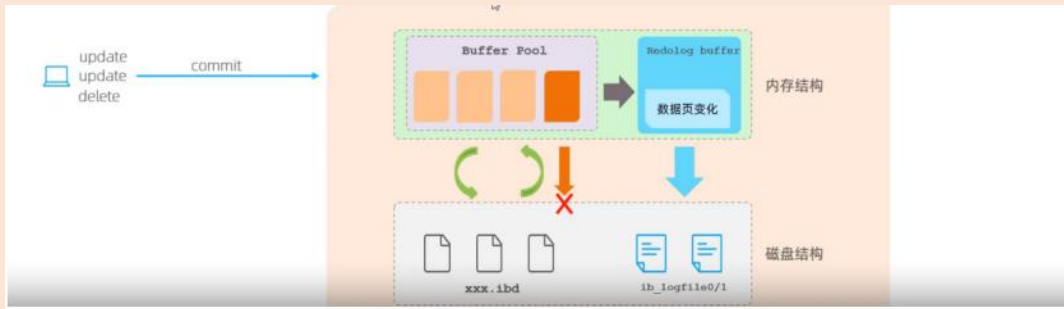 update
update
delete
commit
Buffer Pool
Redolog buffer
数据页变化
内存结构
xxx.ibd
ib_logfile0/1
磁盘结构